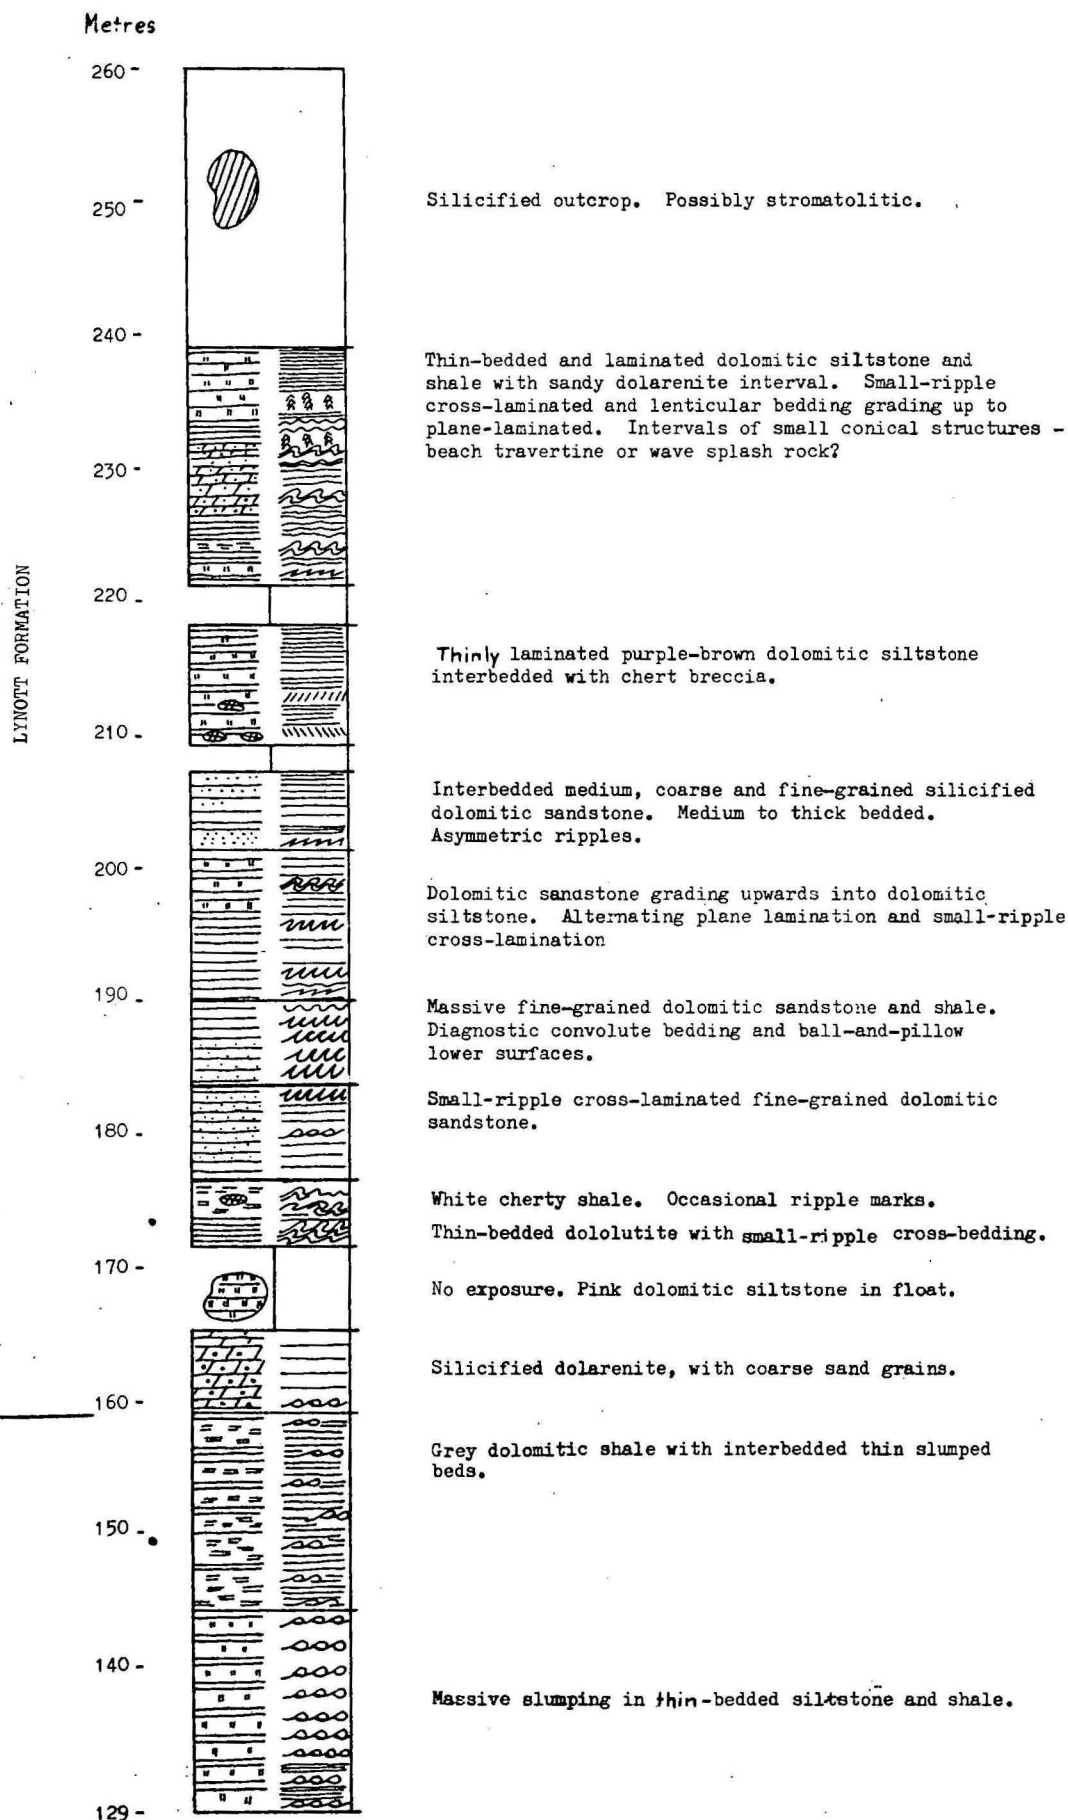 Metres
260
250
Silicified outcrop. Possibly stromatolitic.
240
Thin-bedded and laminated dolomitic siltstone and
shale with sandy dolarenite interval. Small-ripple
cross-laminated and lenticular bedding grading up to
plane-laminated. Intervals of small conical structures -
beach travertine or wave splash rock?
230
220
LYNOTT FORMATION
Thinly laminated purple-brown dolomitic siltstone
interbedded with chert breccia.
210
Interbedded medium, coarse and fine-grained silicified
dolomitic sandstone. Medium to thick bedded.
Asymmetric ripples.
200
Dolomitic sandstone grading upwards into dolomitic
siltstone. Alternating plane lamination and small-ripple
cross-lamination
190
Massive fine-grained dolomitic sandstone and shale.
Diagnostic convolute bedding and ball-and-pillow
lower surfaces.
Small-ripple cross-laminated fine-grained dolomitic
sandstone.
180
White cherty shale. Occasional ripple marks.
Thin-bedded dololutite with small-ripple cross-bedding.
170
No exposure. Pink dolomitic siltstone in float.
Silicified dolarenite, with coarse sand grains.
160
Grey dolomitic shale with interbedded thin slumped
beds.
150
140
Massive slumping in thin-bedded siltstone and shale.
129